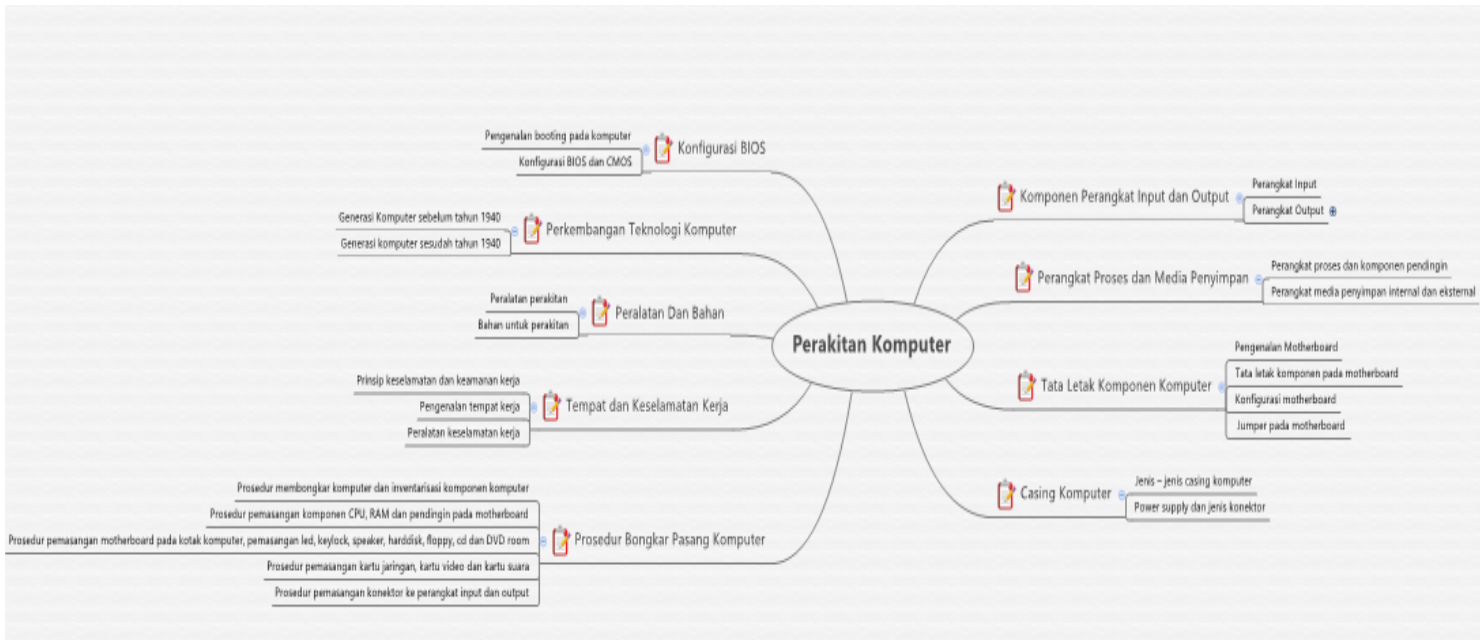 Perakitan Komputer
Komponen Perangkat Input dan Output
Perangkat Input
Perangkat Output
Perangkat Proses dan Media Penyimpan
Perangkat proses dan komponen pendingin
Perangkat media penyimpan internal dan eksternal
Tata Letak Komponen Komputer
Pengenalan Motherboard
Tata letak komponen pada motherboard
Konfigurasi motherboard
Jumper pada motherboard
Casing Komputer
Jenis – jenis casing komputer
Power supply dan jenis konektor
Konfigurasi BIOS
Pengenalan booting pada komputer
Konfigurasi BIOS dan CMOS
Perkembangan Teknologi Komputer
Generasi Komputer sebelum tahun 1940
Generasi komputer sesudah tahun 1940
Peralatan Dan Bahan
Peralatan perakitan
Bahan untuk perakitan
Tempat dan Keselamatan Kerja
Prinsip keselamatan dan keamanan kerja
Pengenalan tempat kerja
Peralatan keselamatan kerja
Prosedur Bongkar Pasang Komputer
Prosedur membongkar komputer dan inventarisasi komponen komputer
Prosedur pemasangan komponen CPU, RAM dan pendingin pada motherboard
Prosedur pemasangan motherboard pada kotak komputer, pemasangan led, keylock, speaker, harddisk, floppy, cd dan DVD room
Prosedur pemasangan kartu jaringan, kartu video dan kartu suara
Prosedur pemasangan konektor ke perangkat input dan output